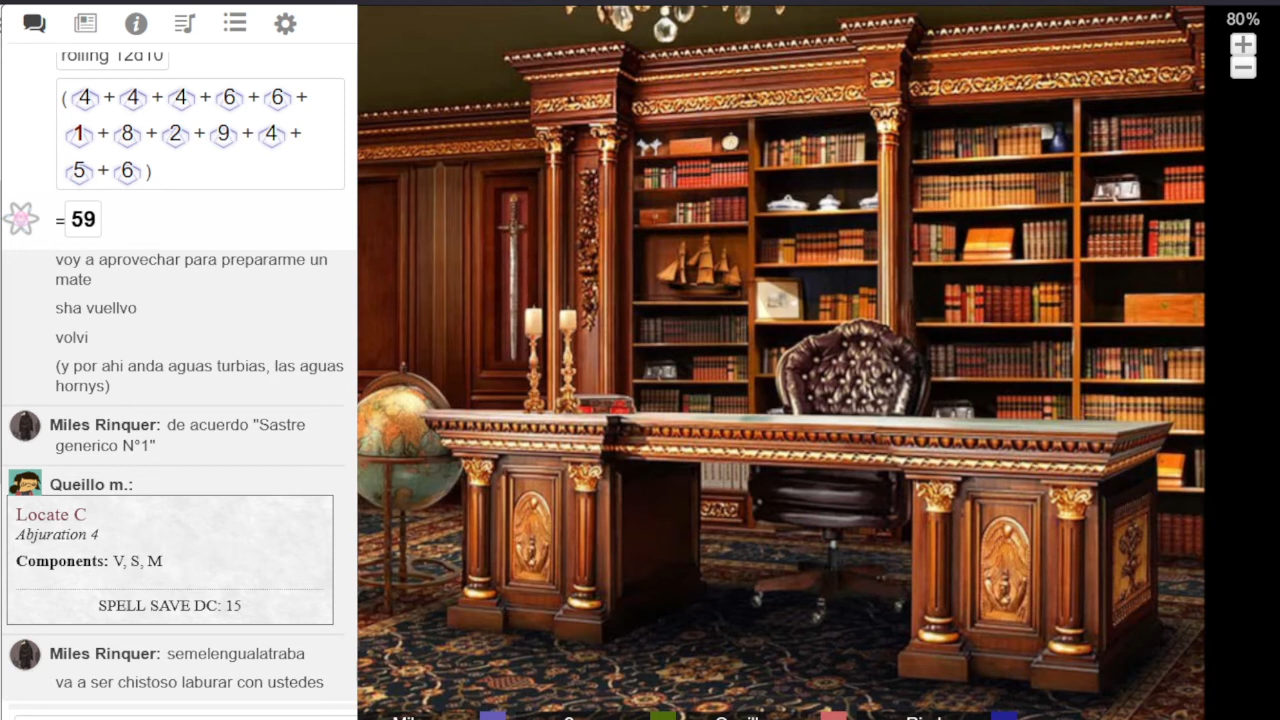 rolling 12d10
( 4 + 4 + 4 + 6 + 6 +
1 + 8 + 2 + 9 + 4 +
5 + 6 )
= 59
voy a aprovechar para prepararme un
mate
sha vuellvo
volvi
(y por ahi anda aguas turbias, las aguas
hornys)
Miles Rinquer: de acuerdo "Sastre
generico N°1"
Queillo m.:
Locate C
Abjuration 4
Components: V, S, M
SPELL SAVE DC: 15
Miles Rinquer: semelengualatraba
va a ser chistoso laburar con ustedes
80%